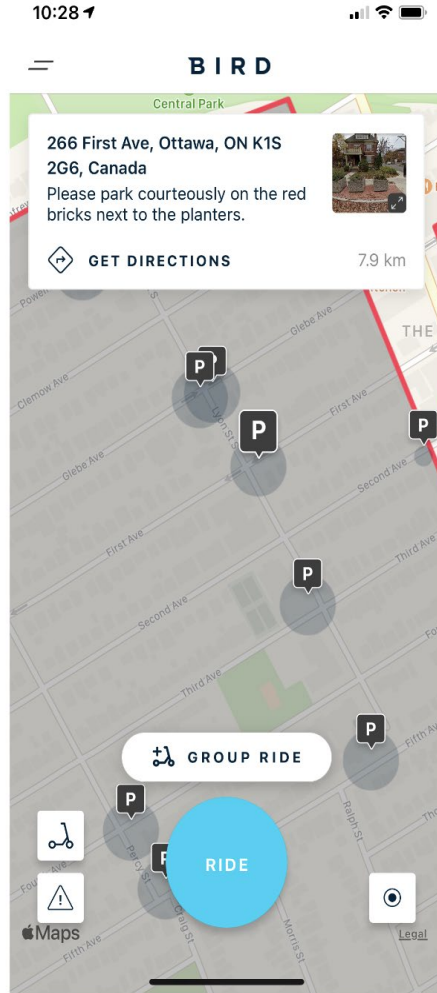 10:28
BIRD
Central Park
266 First Ave, Ottawa, ON K1S
2G6, Canada
Please park courteously on the red
bricks next to the planters.
GET DIRECTIONS
7.9 km
Glebe Ave
THE
P
Clemow Ave
Lyon St S
P
First Ave
P
Glebe Ave
Second Ave
First Ave
P
Third Ave
Second Ave
Third Ave
P
Fifth Ave
GROUP RIDE
P
Ralph St
Percy St
RIDE
Craig St
Morris St
Maps
Fifth Ave
Legal